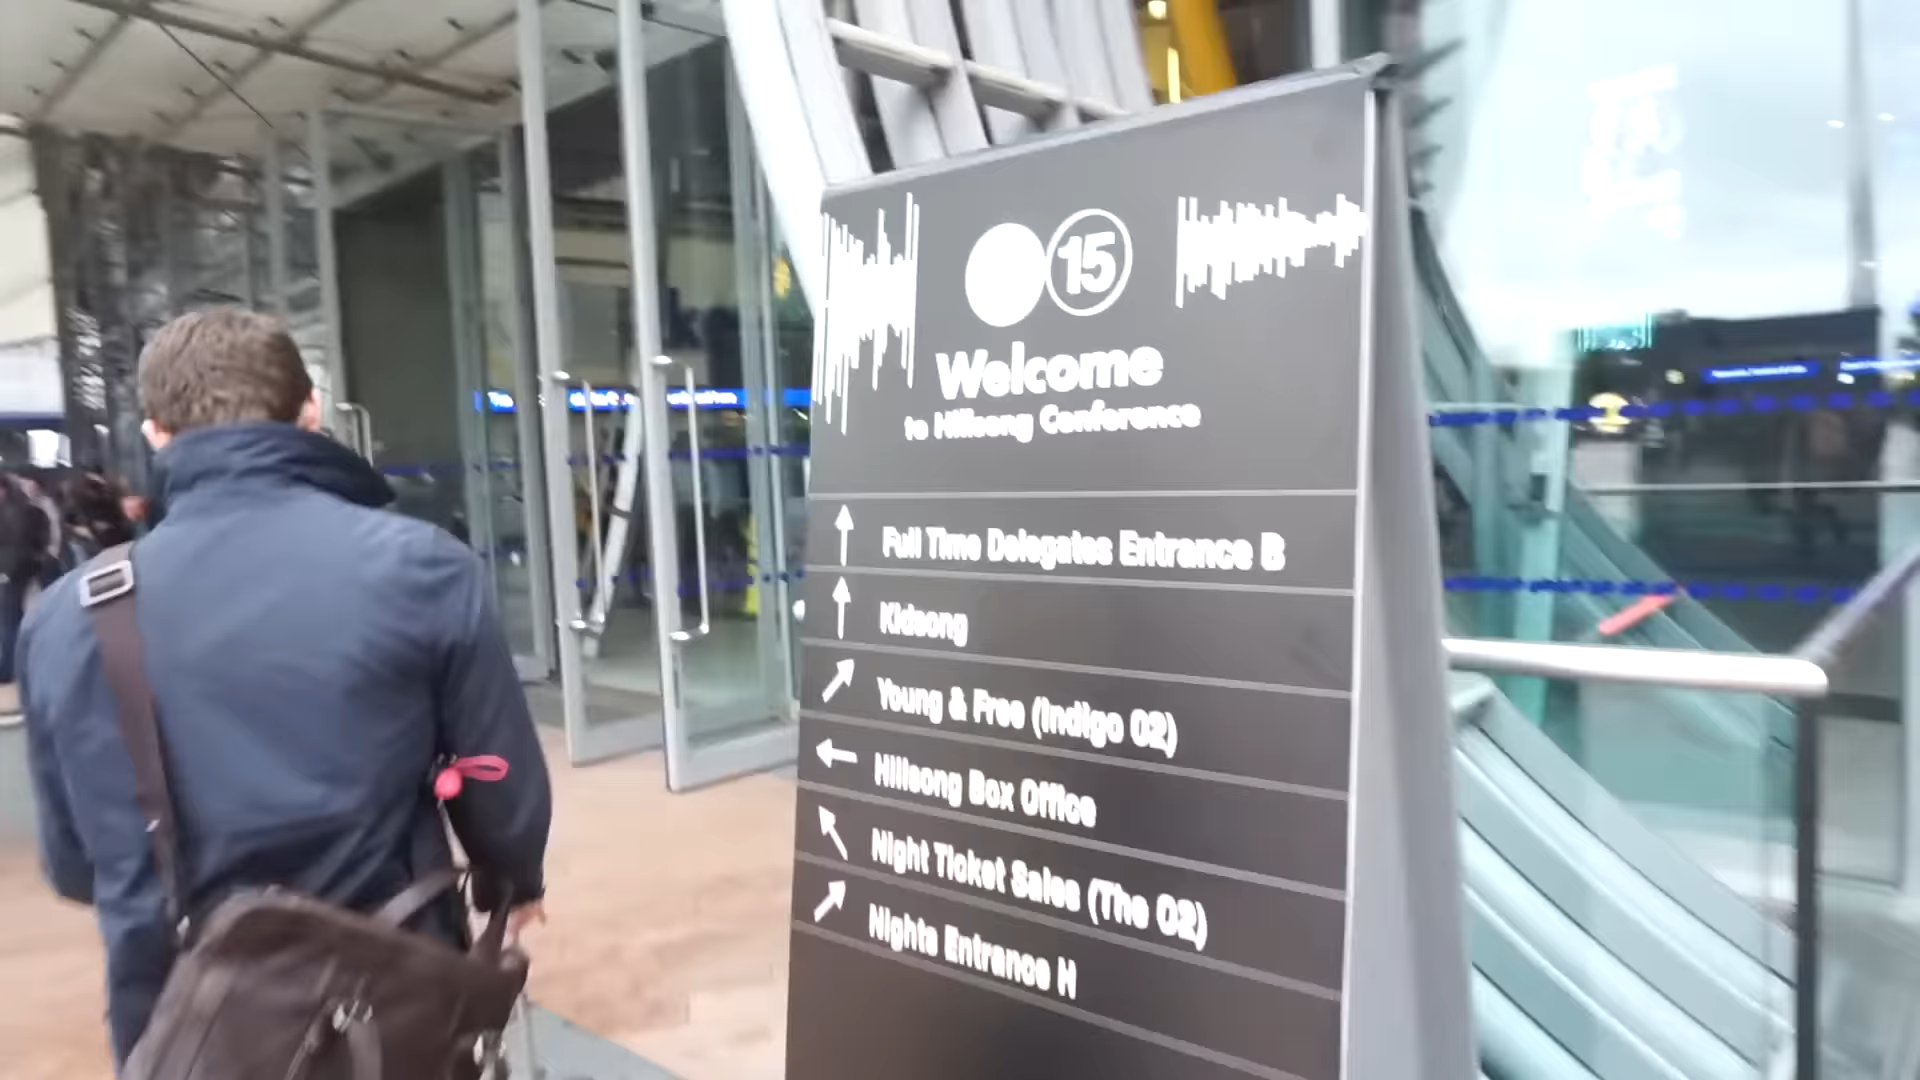 15
Welcome
to Hillsong Conference
Full Time Delegates Entrance B
Kidsong
Young & Free (Indigo O2)
Hillsong Box Office
Night Ticket Sales (The O2)
Nights Entrance H